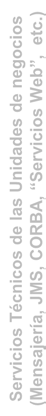 Servicios Técnicos de las Unidades de negocios
(Mensajería, JMS, CORBA, “Servicios Web”, etc.)